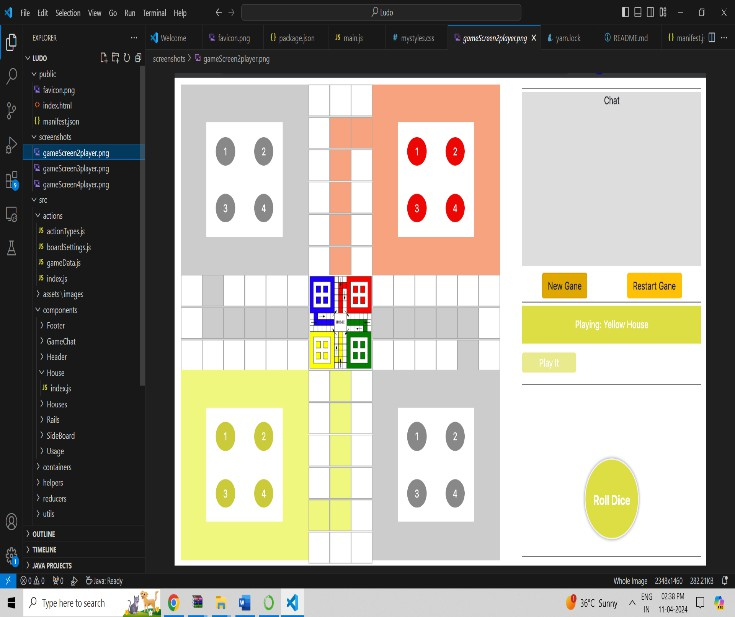 File Edit Selection View Go Run Terminal Help
Ludo
EXPLORER
Welcome
favicon.png
package.json
main.js
mystyles.css
gameScreen2player.png
yarn.lock
README.md
manifest.j
LUDO
public
favicon.png
index.html
manifest.json
screenshots
gameScreen2player.png
gameScreen3player.png
gameScreen4player.png
src
actions
actionTypes.js
boardSettings.js
gameData.js
index.js
assets\images
components
Footer
GameChat
Header
House
index.js
Houses
Rails
SideBoard
Usage
containers
helpers
reducers
utils
OUTLINE
TIMELINE
JAVA PROJECTS
screenshots > gameScreen2player.png
1 2
3 4
1 2
3 4
1 2
3 4
1 2
3 4
Chat
New Gane
Restart Gane
Playing: Yellow House
Play It
Roll Dice
0 0 0 Java: Ready
Whole Image 2348x1460 282.21KB
Type here to search
36°C Sunny
ENG
IN
02:38 PM
11-04-2024